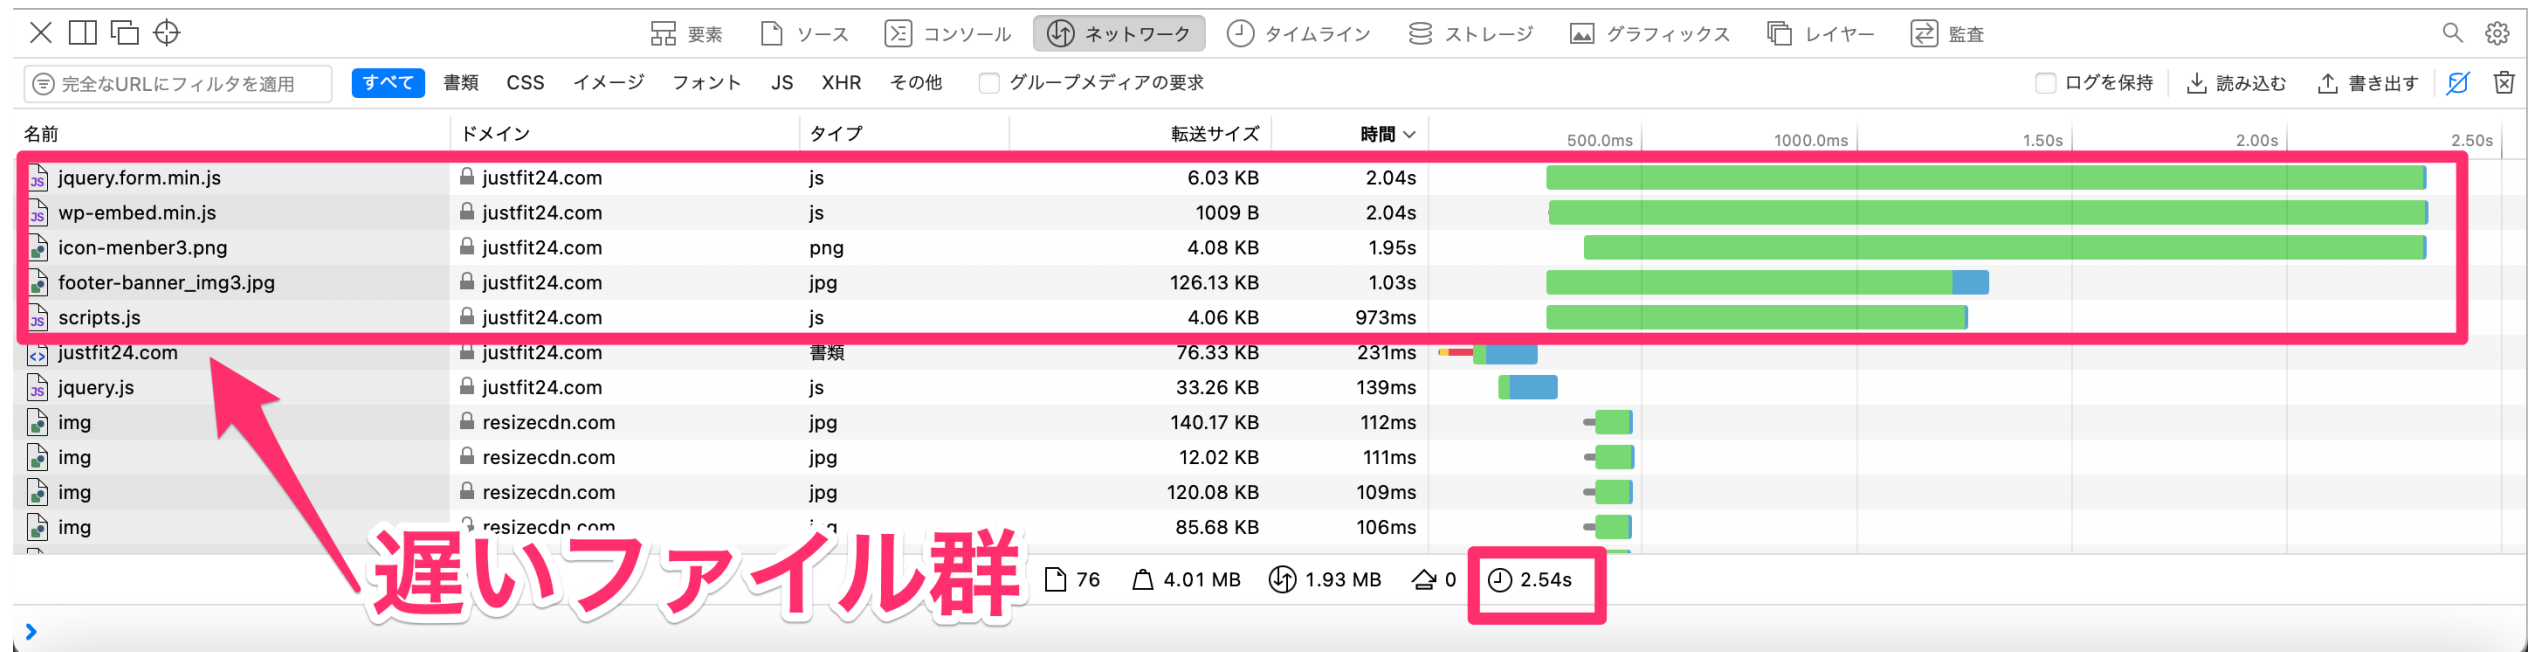 要素 ソース コンソール ネットワーク タイムライン ストレージ グラフィックス レイヤー 監査
完全なURLにフィルタを適用 すべて 書類 CSS イメージ フォント JS XHR その他 グループメディアの要求 ログを保持 読み込む 書き出す
名前 ドメイン タイプ 転送サイズ 時間 500.0ms 1000.0ms 1.50s 2.00s 2.50s
JS jquery.form.min.js justfit24.com js 6.03 KB 2.04s
JS wp-embed.min.js justfit24.com js 1009 B 2.04s
icon-menber3.png justfit24.com png 4.08 KB 1.95s
footer-banner_img3.jpg justfit24.com jpg 126.13 KB 1.03s
JS scripts.js justfit24.com js 4.06 KB 973ms
justfit24.com justfit24.com 書類 76.33 KB 231ms
JS jquery.js justfit24.com js 33.26 KB 139ms
img resizecdn.com jpg 140.17 KB 112ms
img resizecdn.com jpg 12.02 KB 111ms
img resizecdn.com jpg 120.08 KB 109ms
img resizecdn.com 85.68 KB 106ms
遅いファイル群
76 4.01 MB 1.93 MB 0 2.54s